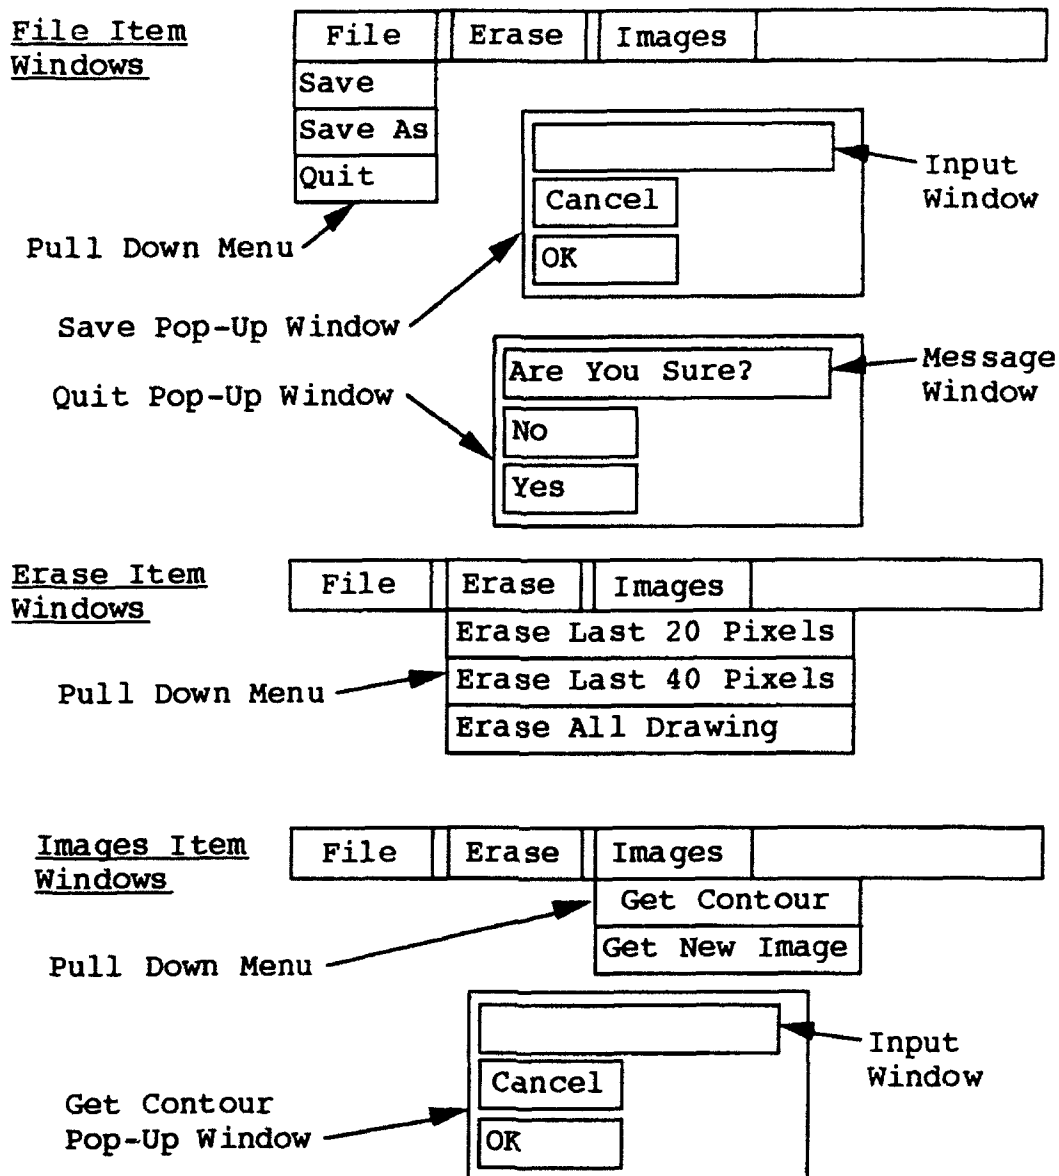 File Item
Windows
File Erase Images
Save
Save As
Quit
Pull Down Menu
Cancel
OK
Input
Window
Save Pop-Up Window
Are You Sure?
No
Yes
Message
Window
Quit Pop-Up Window
Erase Item
Windows
File Erase Images
Erase Last 20 Pixels
Erase Last 40 Pixels
Erase All Drawing
Pull Down Menu
Images Item
Windows
File Erase Images
Get Contour
Get New Image
Pull Down Menu
Cancel
OK
Input
Window
Get Contour
Pop-Up Window